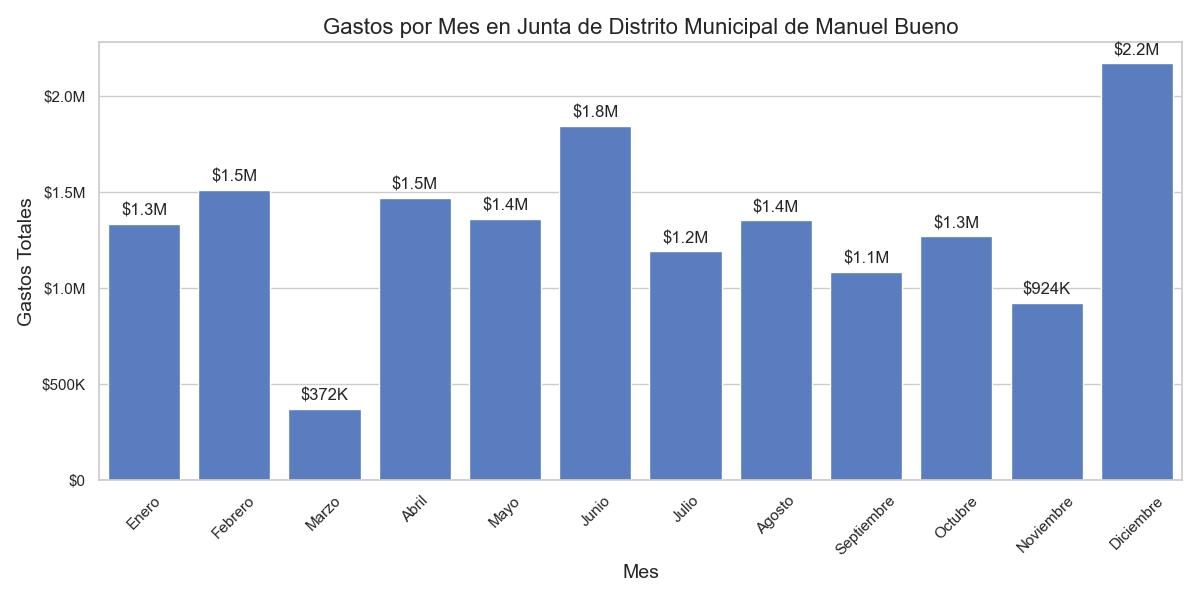 Gastos por Mes en Junta de Distrito Municipal de Manuel Bueno
Gastos Totales
$2.0M
$1.5M
$1.0M
$500K
$0
$1.3M
$1.5M
$372K
$1.5M
$1.4M
$1.8M
$1.2M
$1.4M
$1.1M
$1.3M
$924K
$2.2M
Enero
Febrero
Marzo
Abril
Mayo
Junio
Julio
Agosto
Septiembre
Octubre
Noviembre
Diciembre
Mes